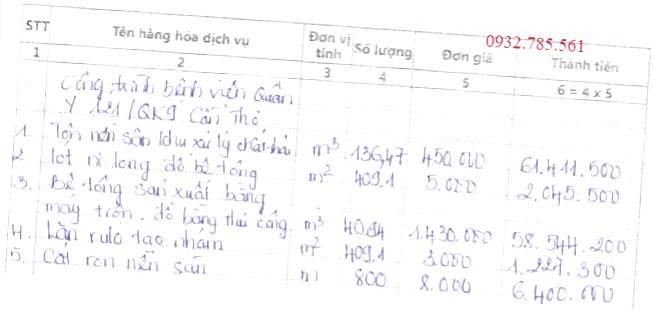 0932.785.561
STT Tên hàng hóa dịch vụ Đơn vị tính Số lượng Đơn giá Thành tiền
1 2 3 4 5 6 = 4 x 5
Công trình bệnh viện Quân
Y 121/QK9 Cần Thơ
1. Tôn nền sân khu xử lý chất thải m³ 136,47 450.000 61.411.500
2 lót ni long đổ bê tông m² 409.1 5.000 2.045.500
3. Bê tông sản xuất bằng
máy trộn. đổ bằng thủ công m³ 40,94 1.430.000 58.544.200
4. Lăn rulo tạo nhám m² 409,1 3.000 1.227.300
5. Cắt ron nền sân m 800 8.000 6.400.000